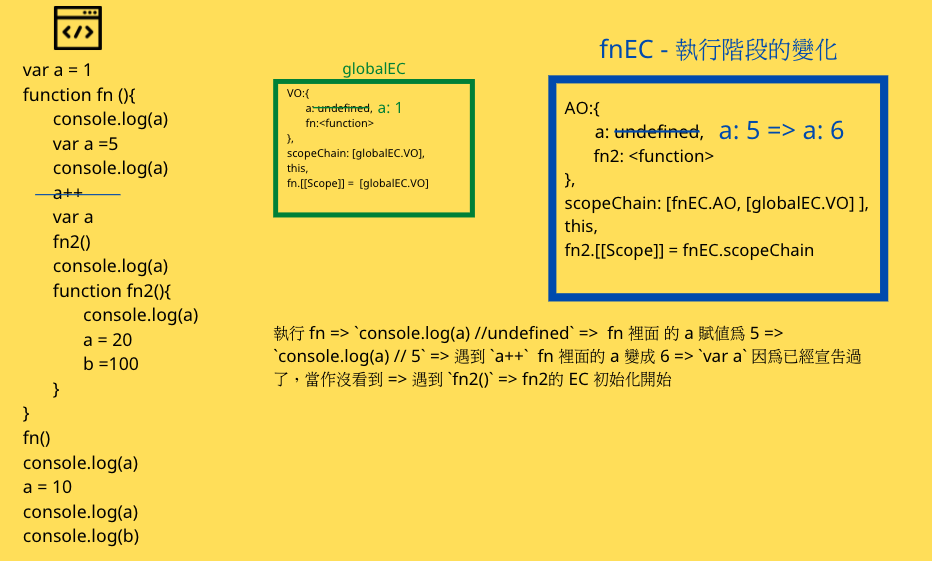 </>
var a = 1
function fn (){
console.log(a)
var a =5
console.log(a)
a++
var a
fn2()
console.log(a)
function fn2(){
console.log(a)
a = 20
b =100
}
}
fn()
console.log(a)
a = 10
console.log(a)
console.log(b)
globalEC
VO:{
a: undefined, a: 1
fn:<function>
},
scopeChain: [globalEC.VO],
this,
fn.[[Scope]] = [globalEC.VO]
fnEC - 執行階段的變化
AO:{
a: undefined, a: 5 => a: 6
fn2: <function>
},
scopeChain: [fnEC.AO, [globalEC.VO] ],
this,
fn2.[[Scope]] = fnEC.scopeChain
執行 fn => `console.log(a) //undefined` => fn 裡面 的 a 賦值爲 5 =>
`console.log(a) // 5` => 遇到 `a++` fn 裡面的 a 變成 6 => `var a` 因爲已經宣告過
了，當作沒看到 => 遇到 `fn2()` => fn2的 EC 初始化開始